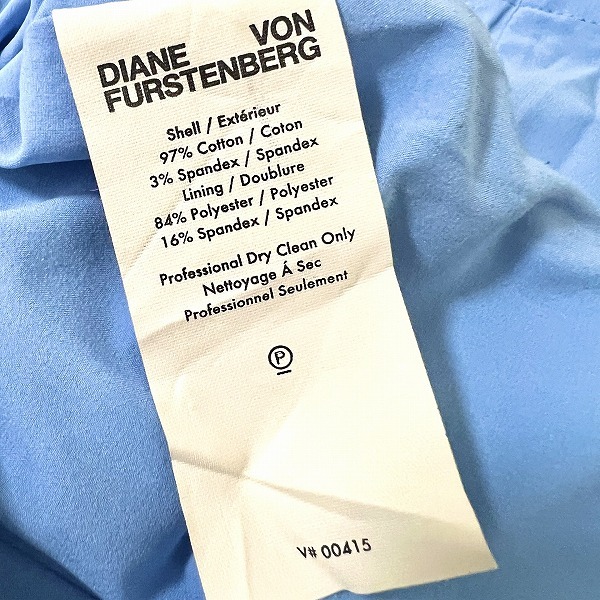 DIANE VON
FURSTENBERG
Shell / Extérieur
97% Cotton / Coton
3% Spandex / Spandex
Lining / Doublure
84% Polyester / Polyester
16% Spandex / Spandex
Professional Dry Clean Only
Nettoyage Á Sec
Professionnel Seulement
P
V# 00415